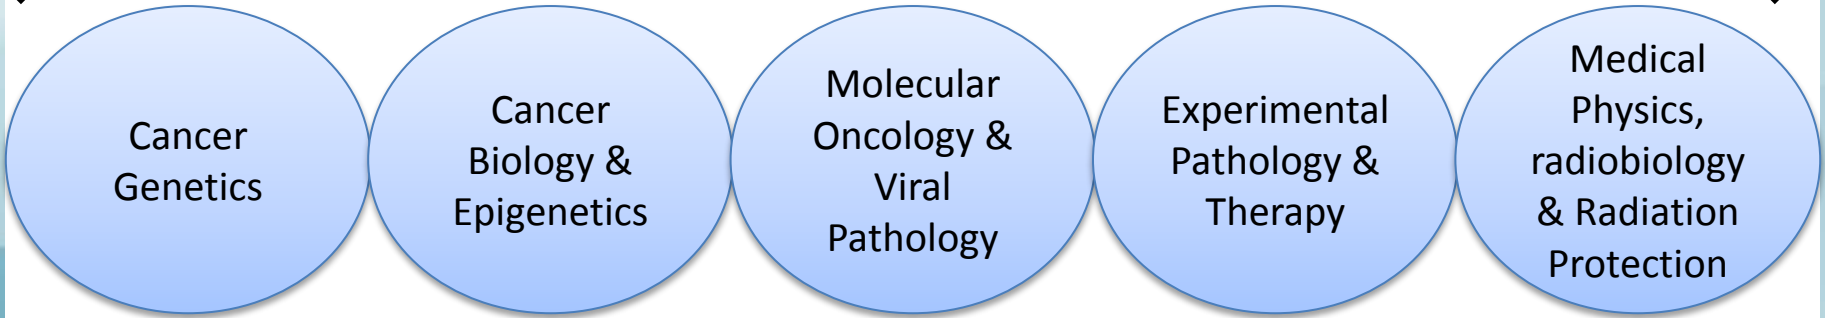 Cancer
Genetics
Cancer
Biology &
Epigenetics
Molecular
Oncology &
Viral
Pathology
Experimental
Pathology &
Therapy
Medical
Physics,
radiobiology
& Radiation
Protection